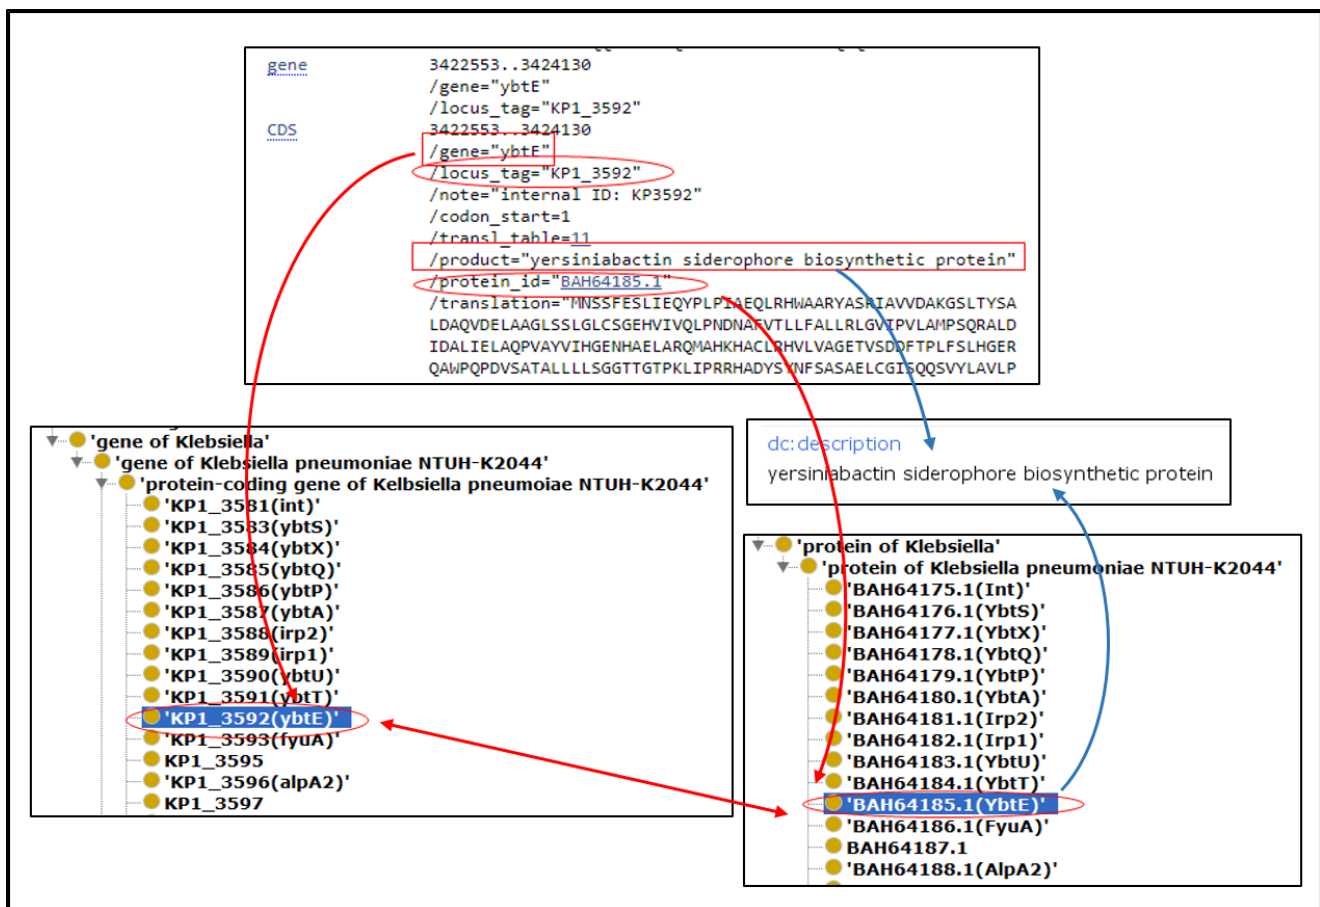 gene 3422553..3424130
/gene="ybtE"
/locus_tag="KP1_3592"
CDS 3422553..3424130
/gene="ybtE"
/locus_tag="KP1_3592"
/note="internal ID: KP3592"
/codon_start=1
/transl_table=11
/product="yersiniabactin siderophore biosynthetic protein"
/protein_id="BAH64185.1"
/translation="MNSSFESLIEQYPLPIAEQLRHWAARYASRIAVVDAKGSLTYSA
LDAQVDELAAGLSSLGLCSGEHVIVQLPNDNAFVTLLFALLRLGVIPVLAMPSQRALD
IDALIELAQPVAYVIHGENHAELARQMAHKHACLRHVLVAGETVSDDFTPLFSLHGER
QAWPQPDVSATALLLLSGGTTGTPKLIPRRHADYSYNFSASAELCGISQQSVYLAVLP
'gene of Klebsiella'
'gene of Klebsiella pneumoniae NTUH-K2044'
'protein-coding gene of Kelbsiella pneumoiae NTUH-K2044'
'KP1_3581(int)'
'KP1_3583(ybtS)'
'KP1_3584(ybtX)'
'KP1_3585(ybtQ)'
'KP1_3586(ybtP)'
'KP1_3587(ybtA)'
'KP1_3588(irp2)'
'KP1_3589(irp1)'
'KP1_3590(ybtU)'
'KP1_3591(ybtT)'
'KP1_3592(ybtE)'
'KP1_3593(fyuA)'
KP1_3595
'KP1_3596(alpA2)'
KP1_3597
dc:description
yersiniabactin siderophore biosynthetic protein
'protein of Klebsiella'
'protein of Klebsiella pneumoniae NTUH-K2044'
'BAH64175.1(Int)'
'BAH64176.1(YbtS)'
'BAH64177.1(YbtX)'
'BAH64178.1(YbtQ)'
'BAH64179.1(YbtP)'
'BAH64180.1(YbtA)'
'BAH64181.1(Irp2)'
'BAH64182.1(Irp1)'
'BAH64183.1(YbtU)'
'BAH64184.1(YbtT)'
'BAH64185.1(YbtE)'
'BAH64186.1(FyuA)'
BAH64187.1
'BAH64188.1(AlpA2)'